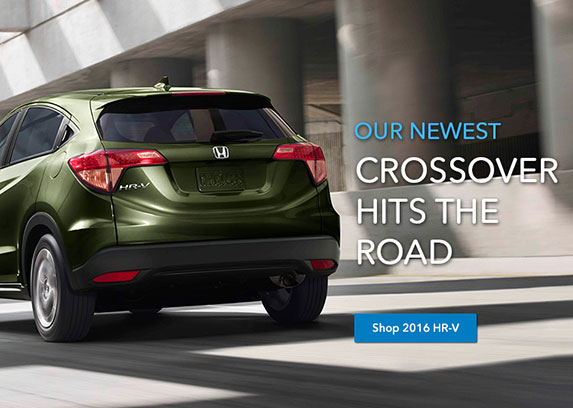 OUR NEWEST
CROSSOVER
HITS THE
ROAD
HR-V
Shop 2016 HR-V